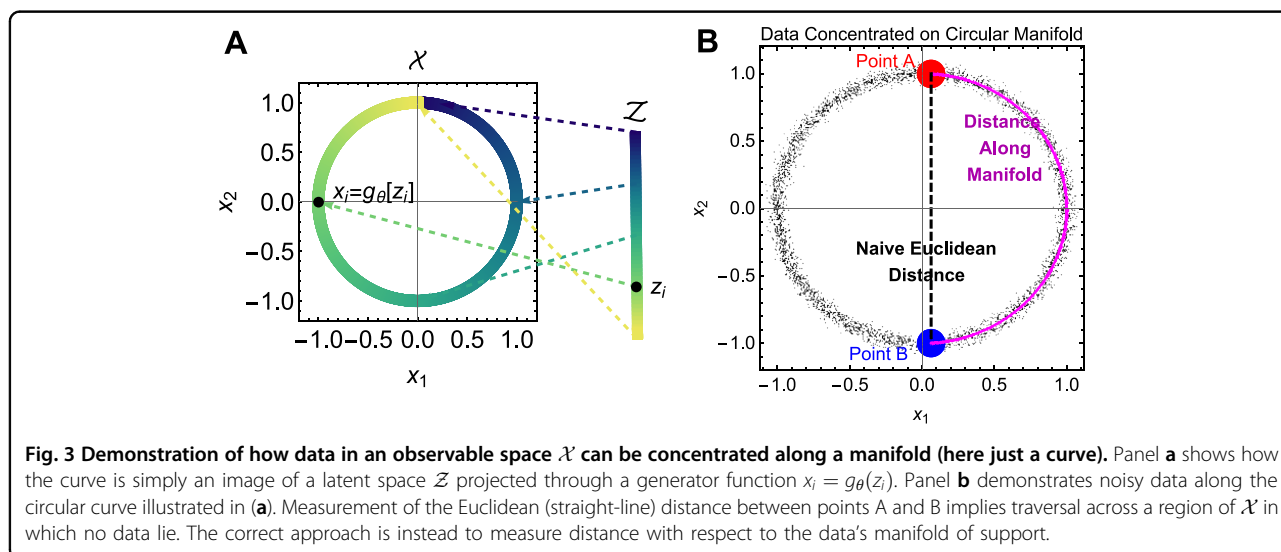 A
𝒳
𝒵
1.0
0.5
0.0
−0.5
−1.0
x₂
xᵢ=g_θ[zᵢ]
zᵢ
−1.0 −0.5 0.0 0.5 1.0
x₁
B
Data Concentrated on Circular Manifold
Point A
1.0
0.5
0.0
−0.5
−1.0
x₂
Distance
Along
Manifold
Naive Euclidean
Distance
Point B
−1.0 −0.5 0.0 0.5 1.0
x₁
Fig. 3 Demonstration of how data in an observable space 𝒳 can be concentrated along a manifold (here just a curve). Panel a shows how
the curve is simply an image of a latent space 𝒵 projected through a generator function xᵢ = g_θ(zᵢ). Panel b demonstrates noisy data along the
circular curve illustrated in (a). Measurement of the Euclidean (straight-line) distance between points A and B implies traversal across a region of 𝒳 in
which no data lie. The correct approach is instead to measure distance with respect to the data's manifold of support.